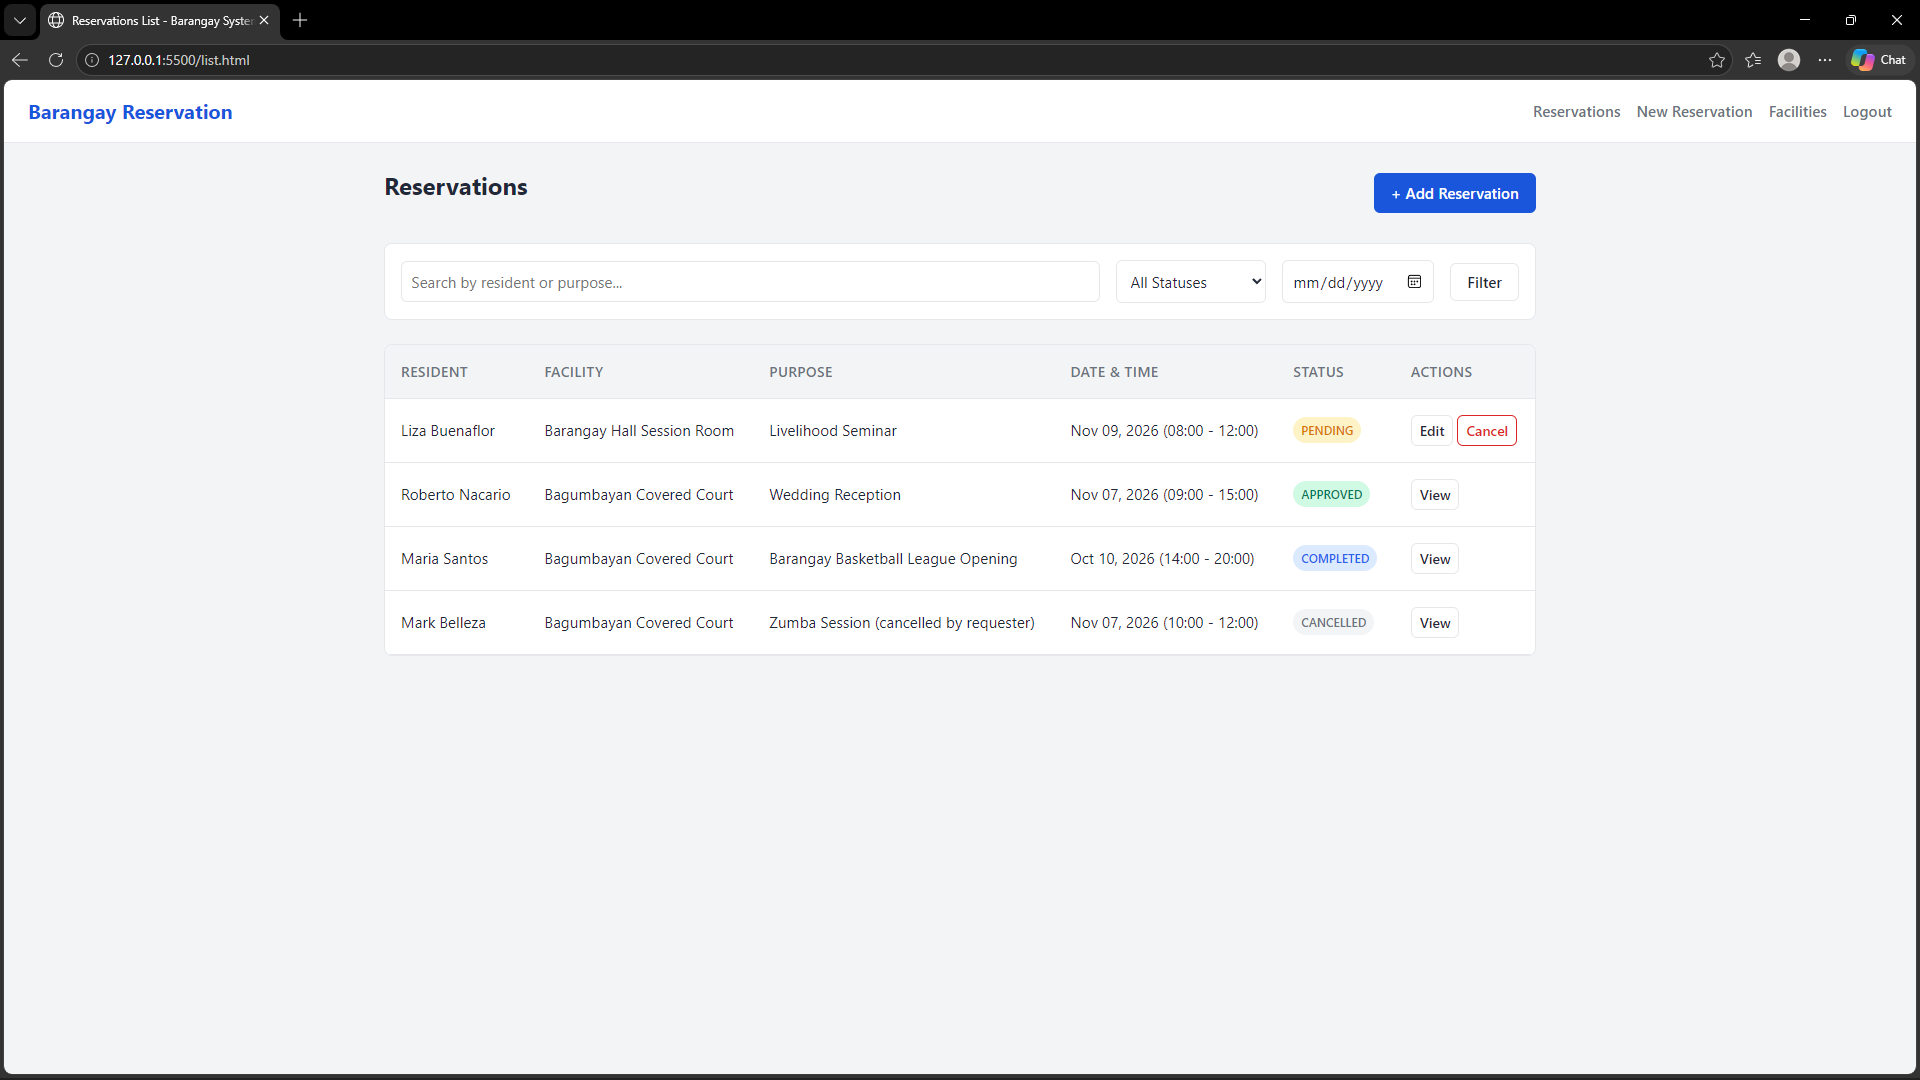 Reservations List - Barangay Syste
127.0.0.1:5500/list.html
Chat
Barangay Reservation
Reservations New Reservation Facilities Logout
Reservations
+ Add Reservation
Search by resident or purpose...
All Statuses
mm/dd/yyyy
Filter
RESIDENT FACILITY PURPOSE DATE & TIME STATUS ACTIONS
Liza Buenaflor Barangay Hall Session Room Livelihood Seminar Nov 09, 2026 (08:00 - 12:00) PENDING Edit Cancel
Roberto Nacario Bagumbayan Covered Court Wedding Reception Nov 07, 2026 (09:00 - 15:00) APPROVED View
Maria Santos Bagumbayan Covered Court Barangay Basketball League Opening Oct 10, 2026 (14:00 - 20:00) COMPLETED View
Mark Belleza Bagumbayan Covered Court Zumba Session (cancelled by requester) Nov 07, 2026 (10:00 - 12:00) CANCELLED View